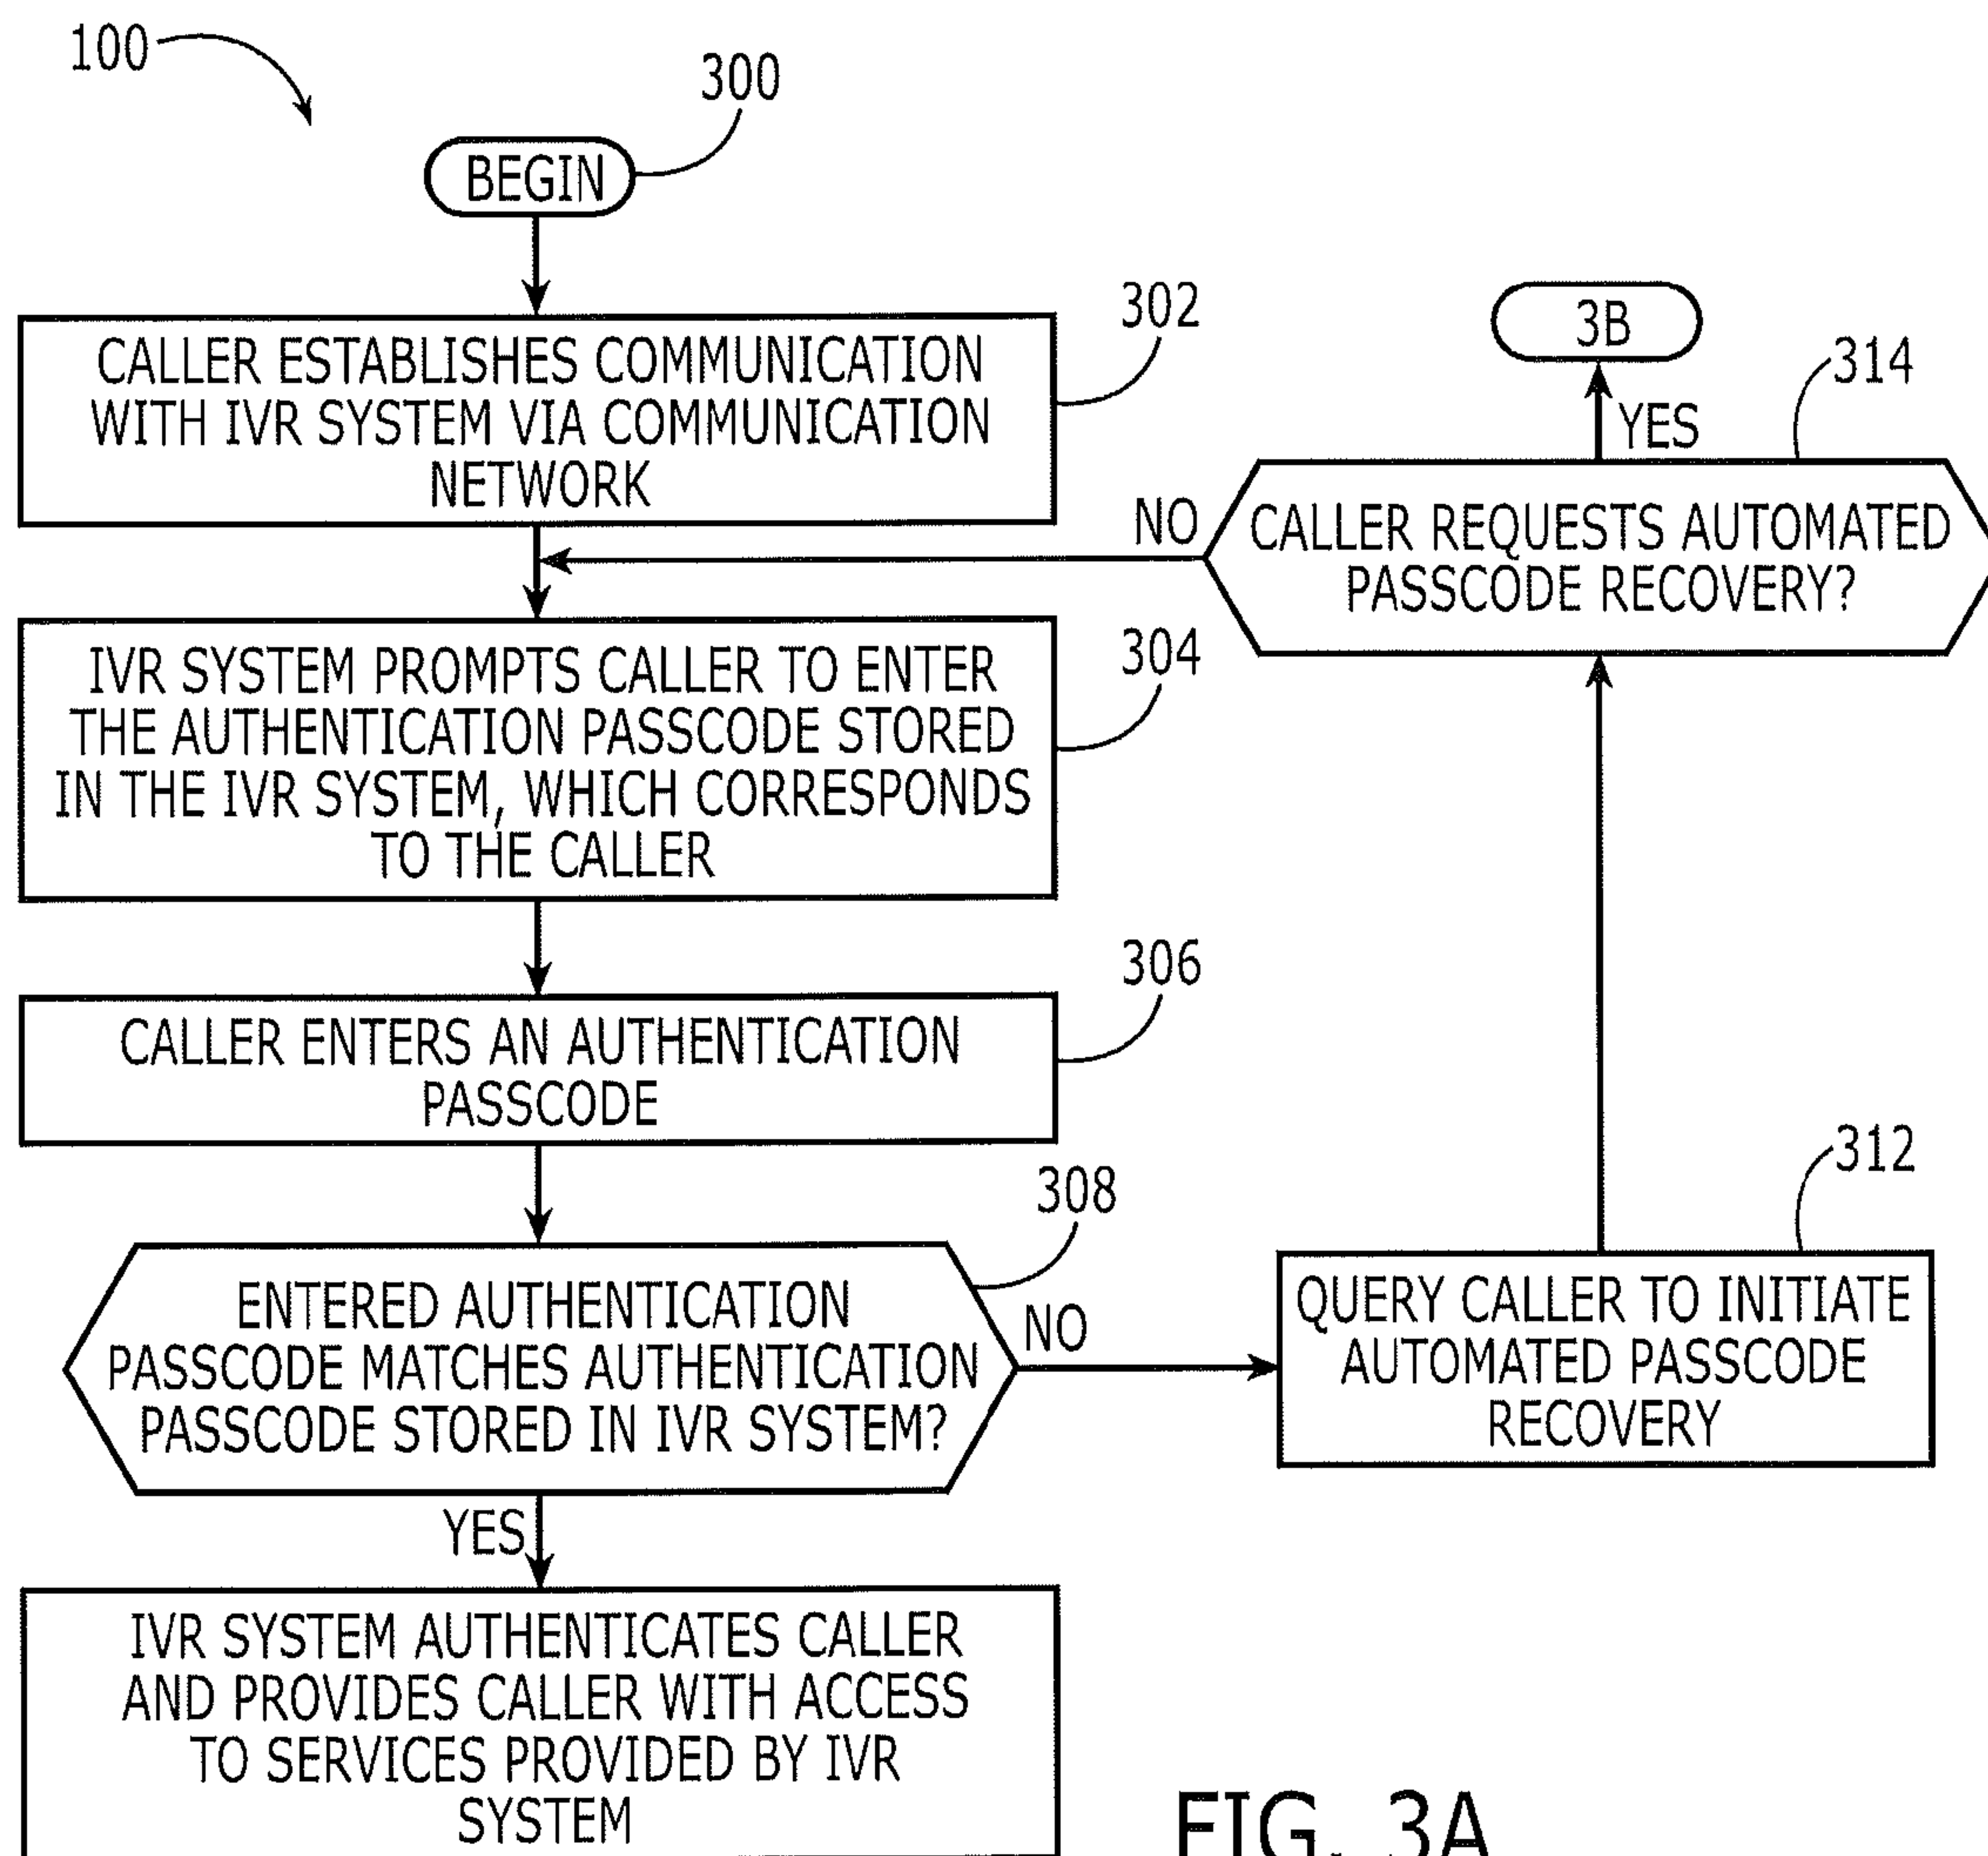 100
300
BEGIN
302
CALLER ESTABLISHES COMMUNICATION
WITH IVR SYSTEM VIA COMMUNICATION
NETWORK
304
IVR SYSTEM PROMPTS CALLER TO ENTER
THE AUTHENTICATION PASSCODE STORED
IN THE IVR SYSTEM, WHICH CORRESPONDS
TO THE CALLER
306
CALLER ENTERS AN AUTHENTICATION
PASSCODE
308
ENTERED AUTHENTICATION
PASSCODE MATCHES AUTHENTICATION
PASSCODE STORED IN IVR SYSTEM?
NO
YES
IVR SYSTEM AUTHENTICATES CALLER
AND PROVIDES CALLER WITH ACCESS
TO SERVICES PROVIDED BY IVR
SYSTEM
312
QUERY CALLER TO INITIATE
AUTOMATED PASSCODE
RECOVERY
314
CALLER REQUESTS AUTOMATED
PASSCODE RECOVERY?
NO
YES
3B
FIG. 3A